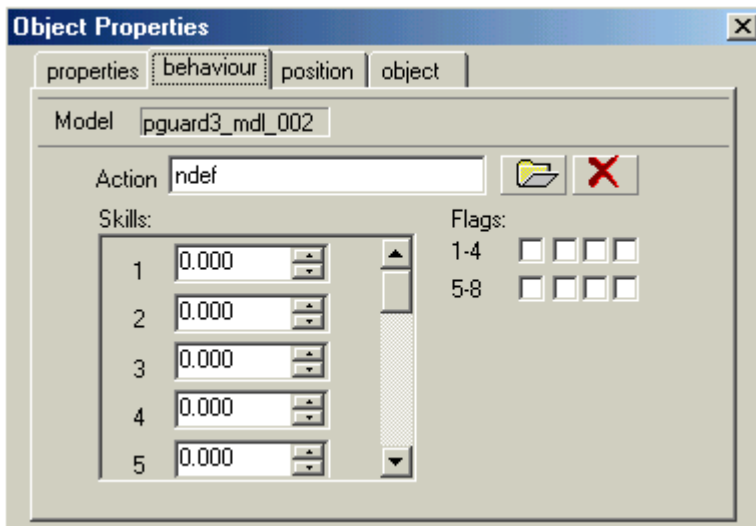 Object Properties
properties behaviour position object
Model pguard3_mdl_002
Action ndef
Skills: Flags:
1 0.000 1-4
2 0.000 5-8
3 0.000
4 0.000
5 0.000